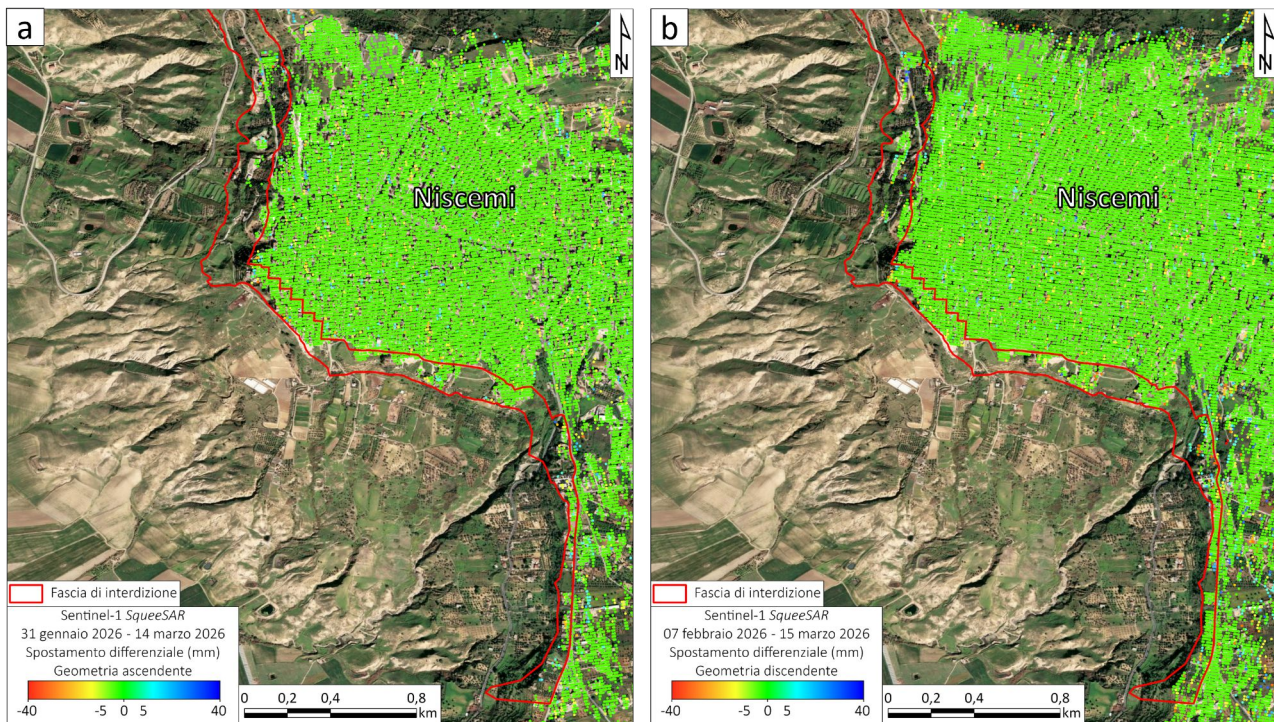 a
N
Niscemi
Fascia di interdizione
Sentinel-1 SqueeSAR
31 gennaio 2026 - 14 marzo 2026
Spostamento differenziale (mm)
Geometria ascendente
-40 -5 0 5 40
0 0,2 0,4 0,8
km
b
N
Niscemi
Fascia di interdizione
Sentinel-1 SqueeSAR
07 febbraio 2026 - 15 marzo 2026
Spostamento differenziale (mm)
Geometria discendente
-40 -5 0 5 40
0 0,2 0,4 0,8
km